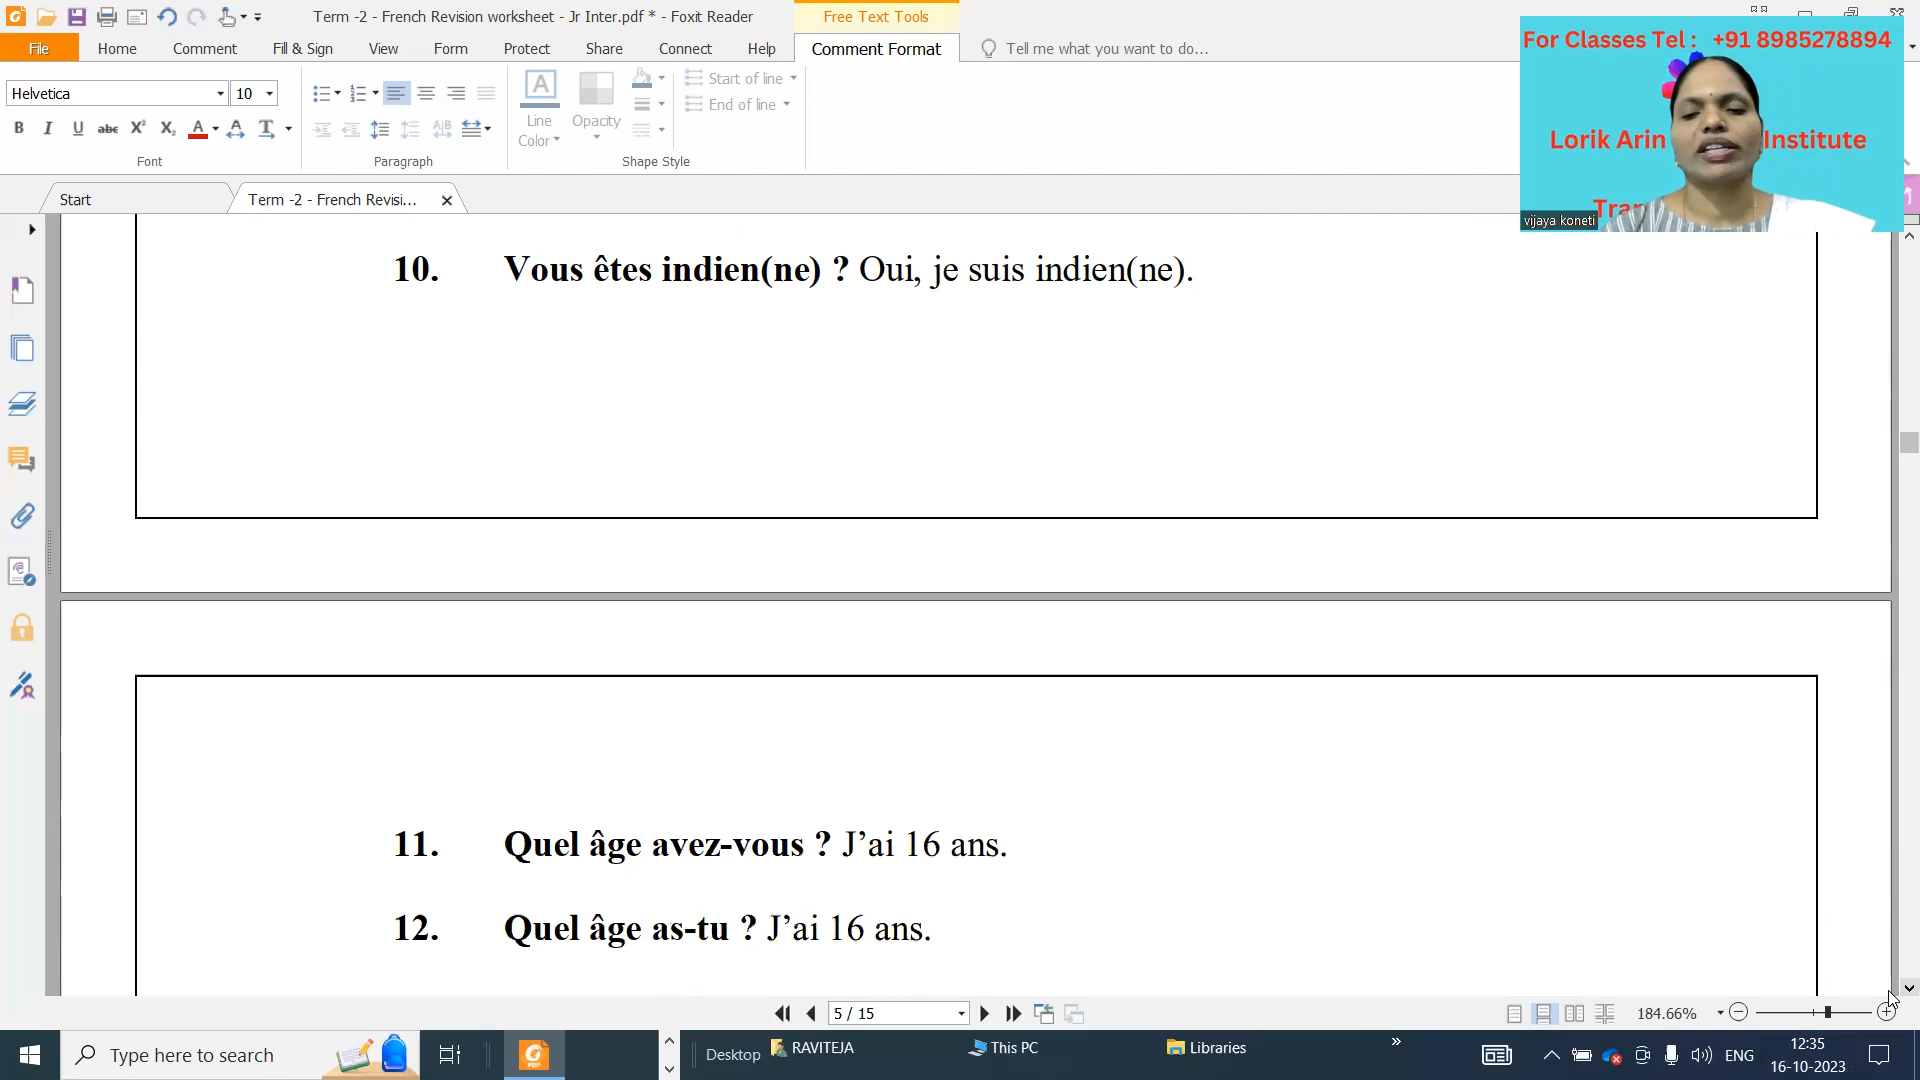 Term -2 - French Revision worksheet - Jr Inter.pdf * - Foxit Reader
Free Text Tools
File Home Comment Fill & Sign View Form Protect Share Connect Help Comment Format Tell me what you want to do...
Helvetica 10
Start of line
End of line
B I U abc X² X₂ A A T
Line Color
Opacity
Font Paragraph Shape Style
Start
Term -2 - French Revisi...
For Classes Tel : +91 8985278894
Lorik Arin Institute
vijaya koneti
10. Vous êtes indien(ne) ? Oui, je suis indien(ne).
11. Quel âge avez-vous ? J’ai 16 ans.
12. Quel âge as-tu ? J’ai 16 ans.
5 / 15
184.66%
Type here to search
Desktop
RAVITEJA
This PC
Libraries
»
ENG
12:35
16-10-2023